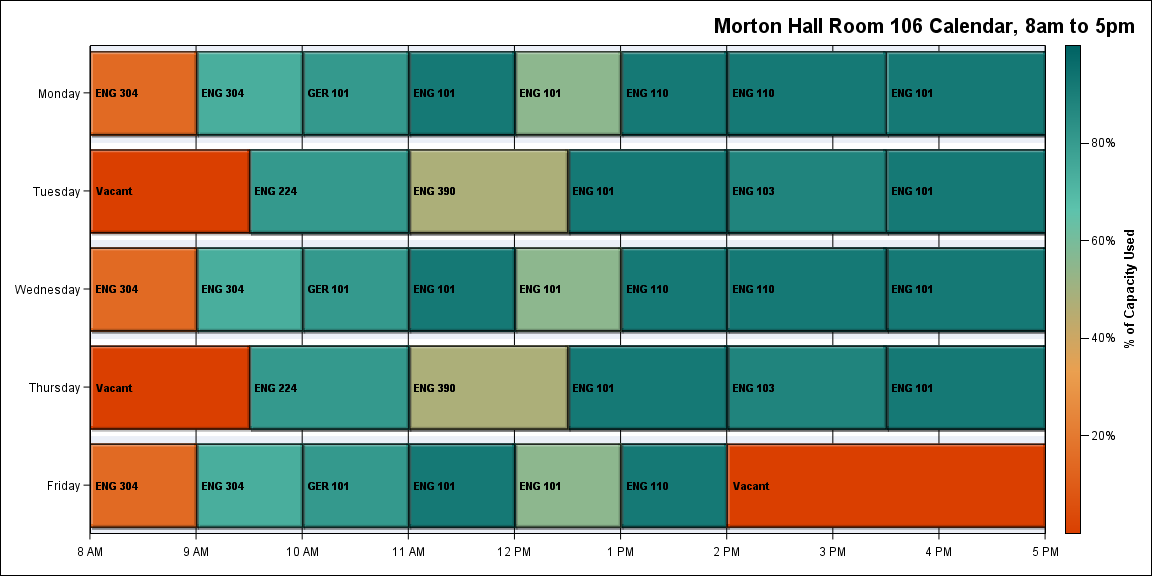 Morton Hall Room 106 Calendar, 8am to 5pm
Monday
ENG 304
ENG 304
GER 101
ENG 101
ENG 101
ENG 110
ENG 110
ENG 101
Tuesday
Vacant
ENG 224
ENG 390
ENG 101
ENG 103
ENG 101
Wednesday
ENG 304
ENG 304
GER 101
ENG 101
ENG 101
ENG 110
ENG 110
ENG 101
Thursday
Vacant
ENG 224
ENG 390
ENG 101
ENG 103
ENG 101
Friday
ENG 304
ENG 304
GER 101
ENG 101
ENG 101
ENG 110
Vacant
8 AM
9 AM
10 AM
11 AM
12 PM
1 PM
2 PM
3 PM
4 PM
5 PM
80%
60%
40%
20%
% of Capacity Used